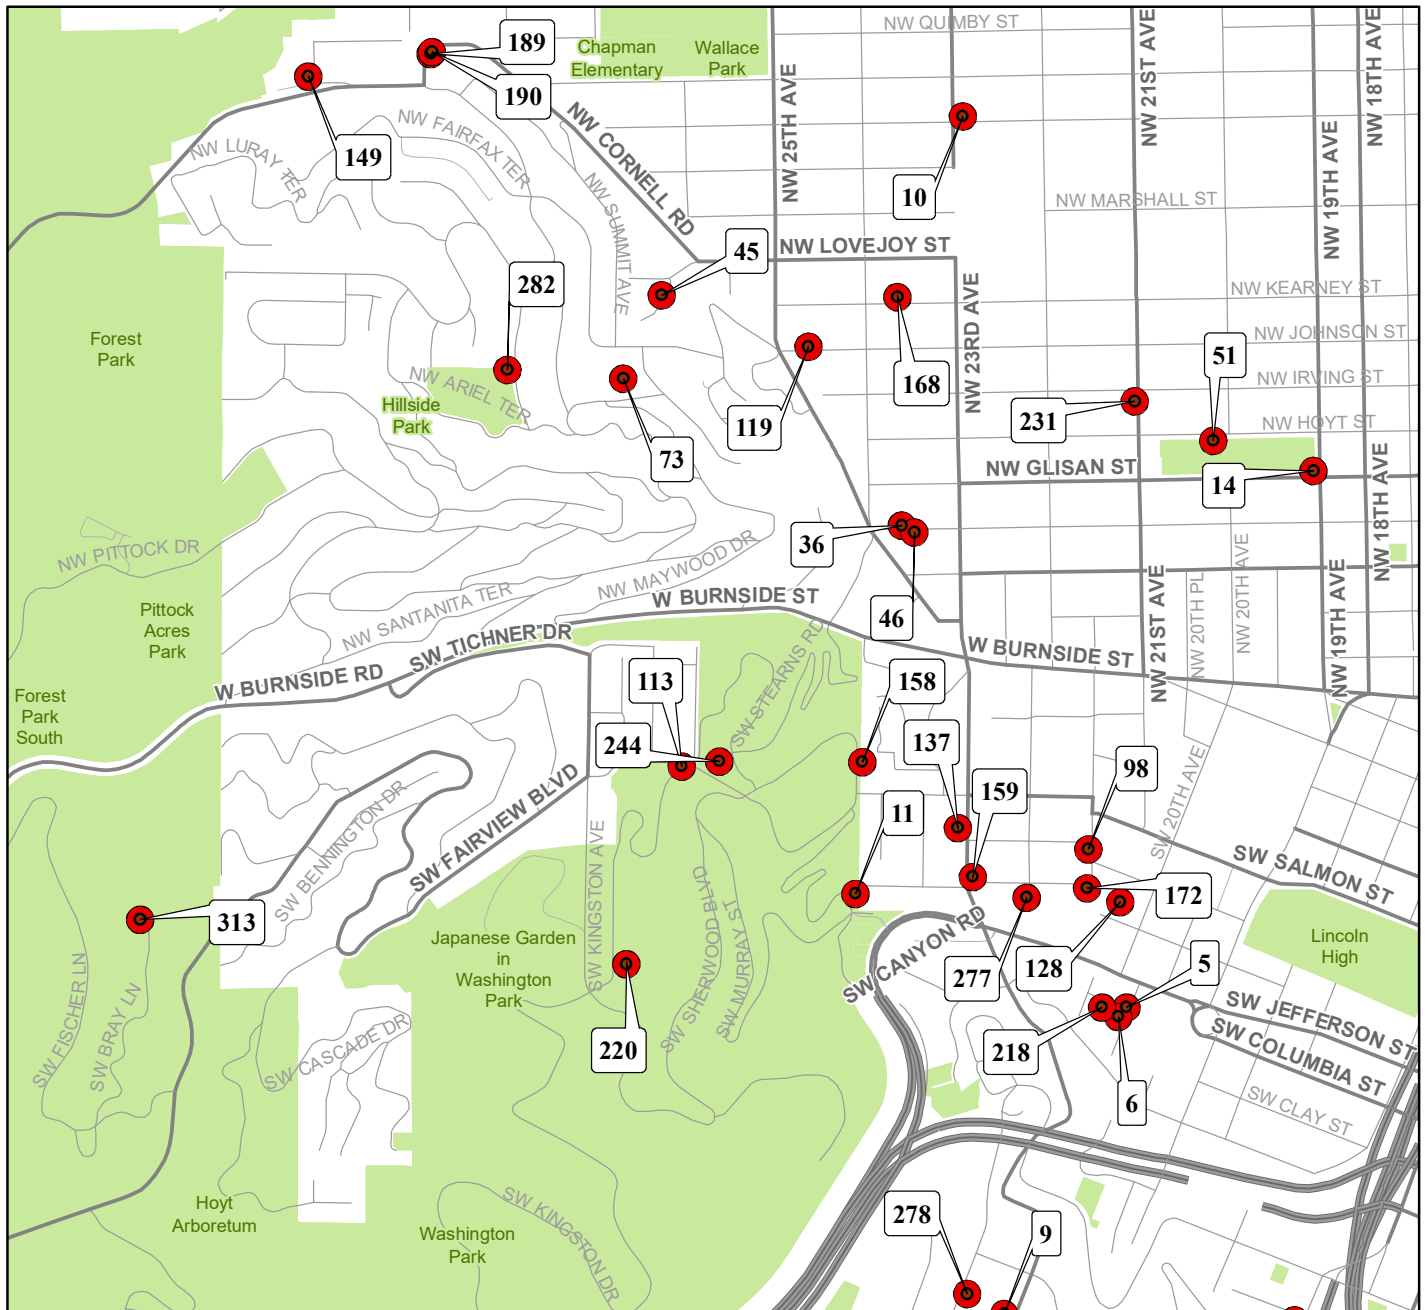 NW QUIMBY ST
189
Chapman
Elementary
Wallace
Park
190
149
NW CORNELL RD
NW 25TH AVE
NW 21ST AVE
NW 18TH AVE
NW FAIRFAX TER
NW LURAY TER
10
NW 19TH AVE
NW MARSHALL ST
NW SUMMIT AVE
45
NW LOVEJOY ST
282
NW 23RD AVE
NW KEARNEY ST
Forest
Park
NW JOHNSON ST
51
168
NW IRVING ST
NW ARIEL TER
Hillside
Park
231
NW HOYT ST
119
73
NW GLISAN ST
14
NW 18TH AVE
36
NW PITTOCK DR
NW MAYWOOD DR
NW 20TH AVE
NW SANTANITA TER
W BURNSIDE ST
46
NW 21ST AVE
NW 20TH PL
NW 19TH AVE
Pittock
Acres
Park
SW TICHNER DR
W BURNSIDE ST
W BURNSIDE RD
SW STEARNS RD
113
158
Forest
Park
South
244
137
98
159
SW 20TH AVE
SW BENNINGTON DR
SW FAIRVIEW BLVD
11
SW SALMON ST
SW KINGSTON AVE
313
172
SW SHERWOOD BLVD
SW MURRAY ST
Japanese Garden
in
Washington
Park
SW CANYON RD
Lincoln
High
277
128
5
SW FISCHER LN
SW BRAY LN
SW JEFFERSON ST
SW CASCADE DR
220
218
SW COLUMBIA ST
6
SW CLAY ST
Hoyt
Arboretum
SW KINGSTON DR
278
9
Washington
Park